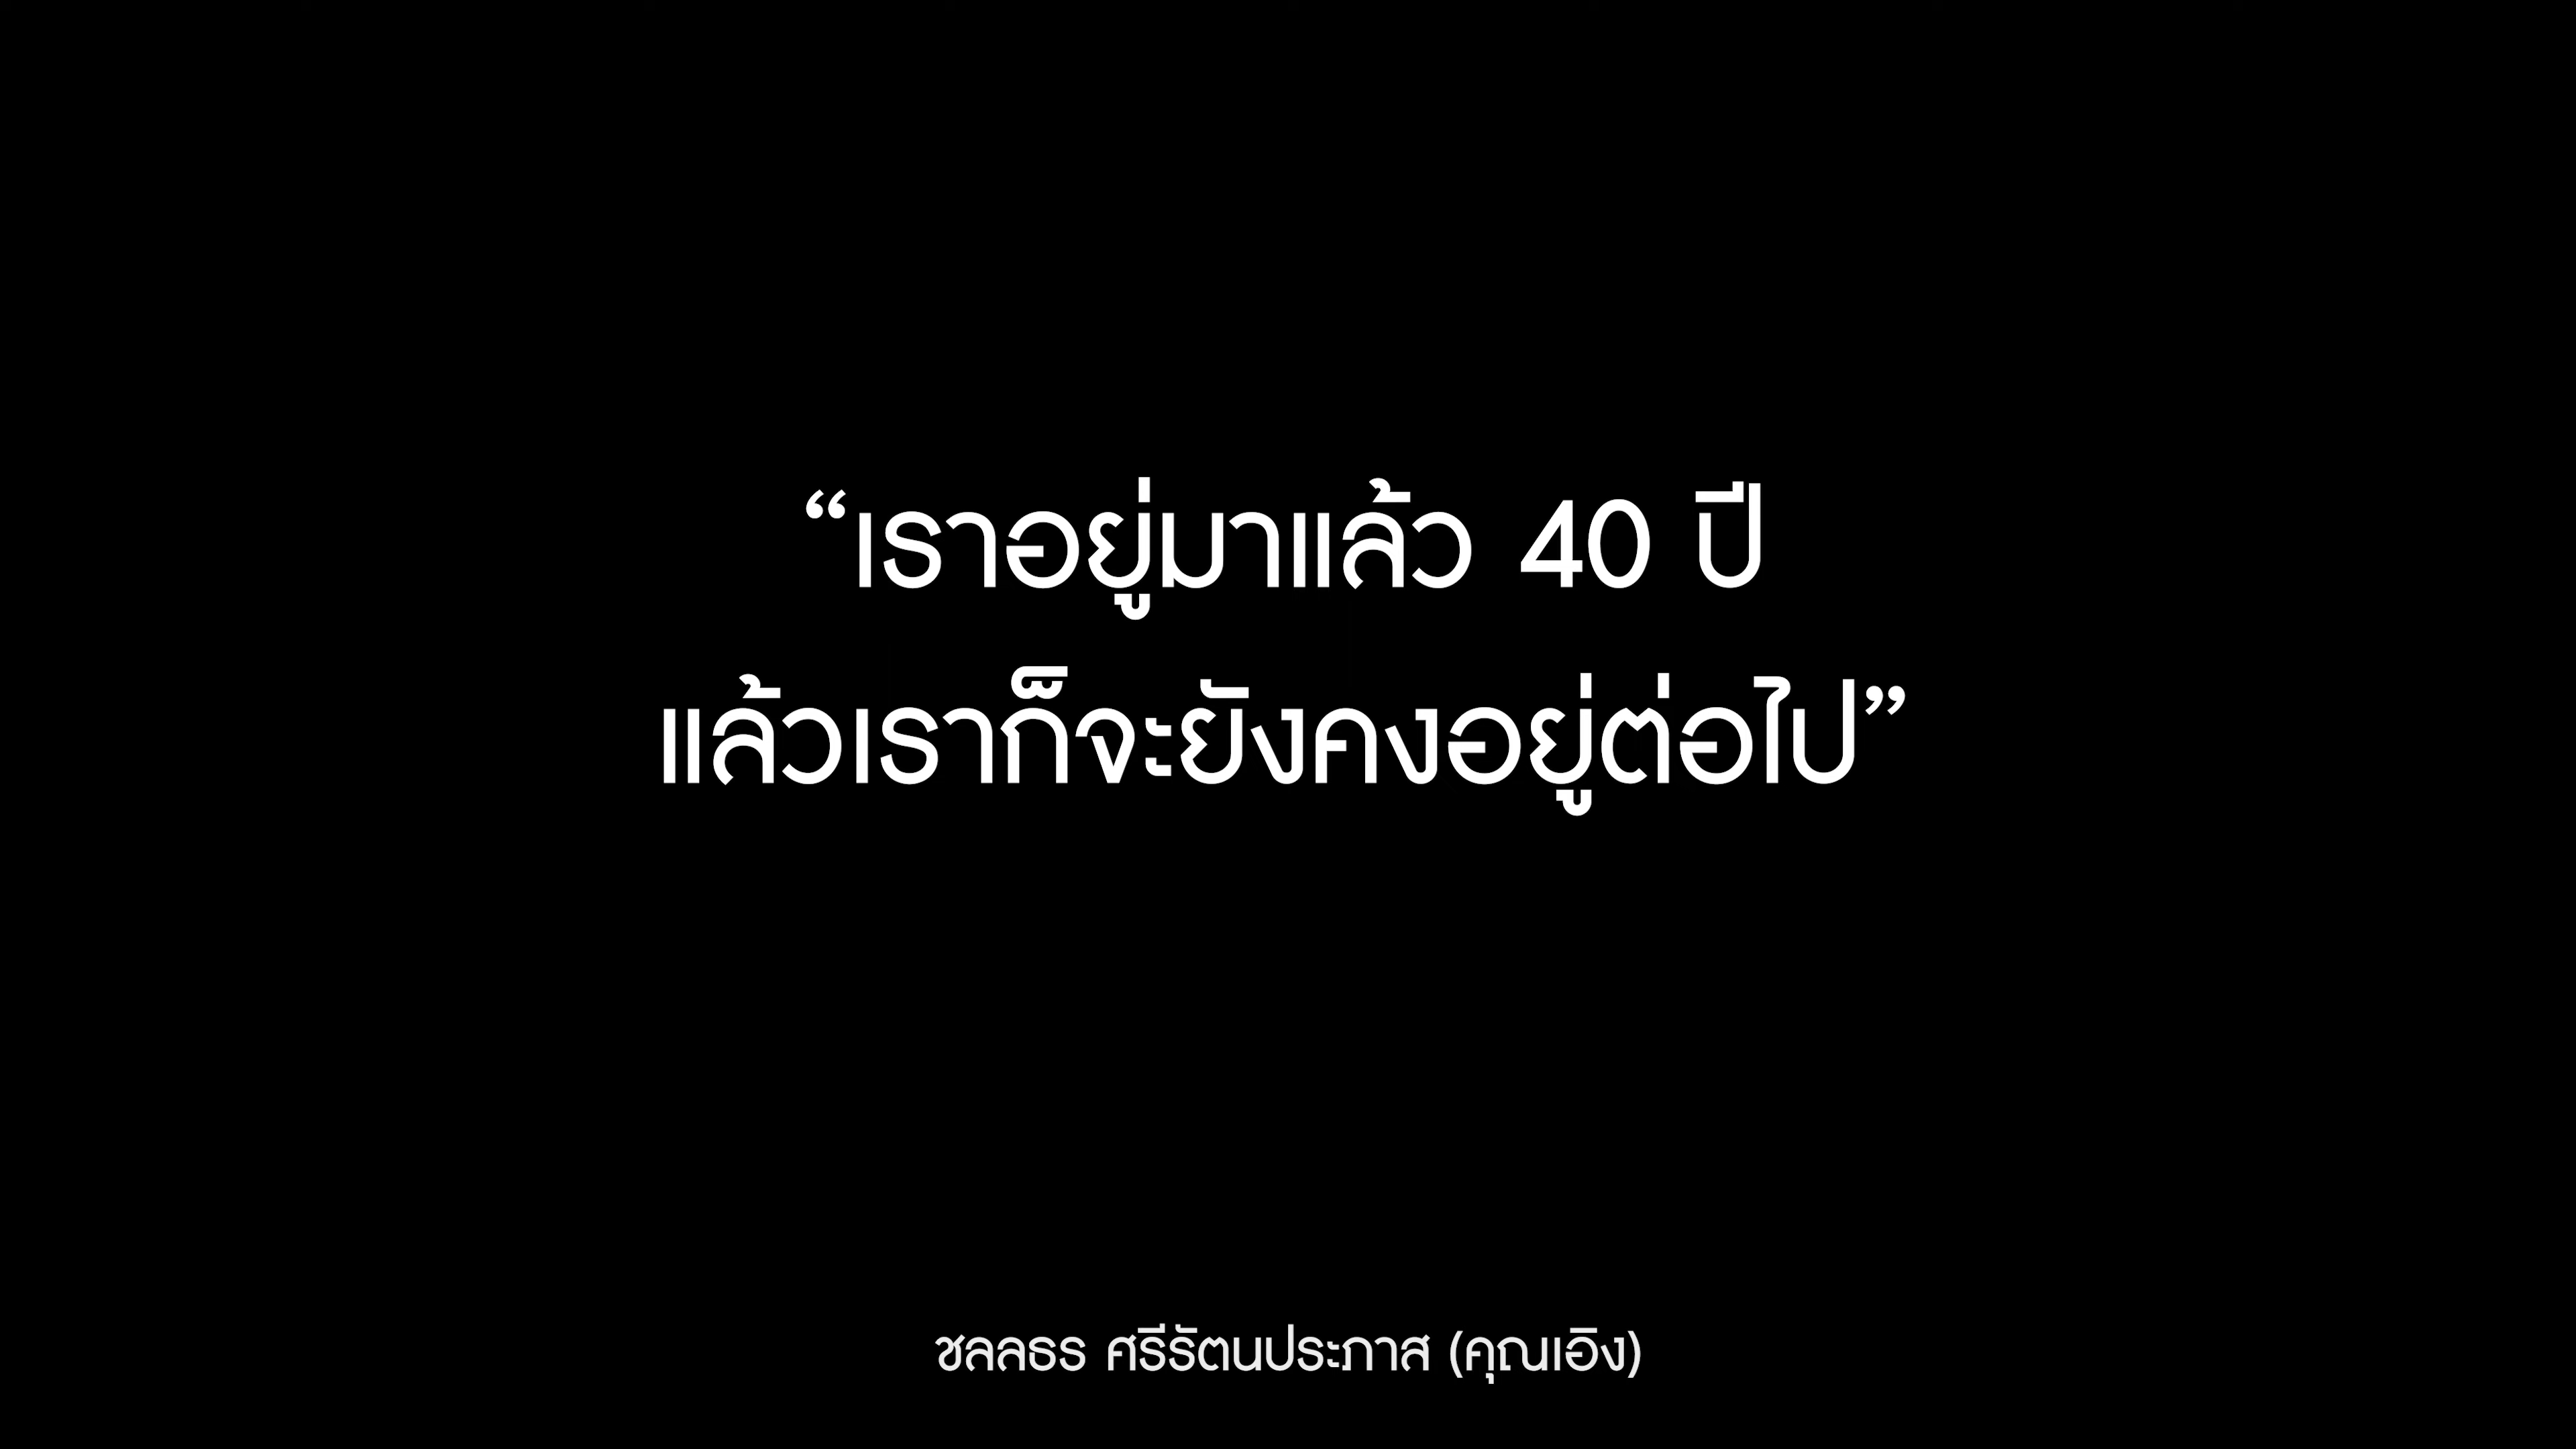 “เราอยู่มาแล้ว 40 ปี
แล้วเราก็จะยังคงอยู่ต่อไป”
ชลลธร ศรีรัตนประภาส (คุณเอิง)